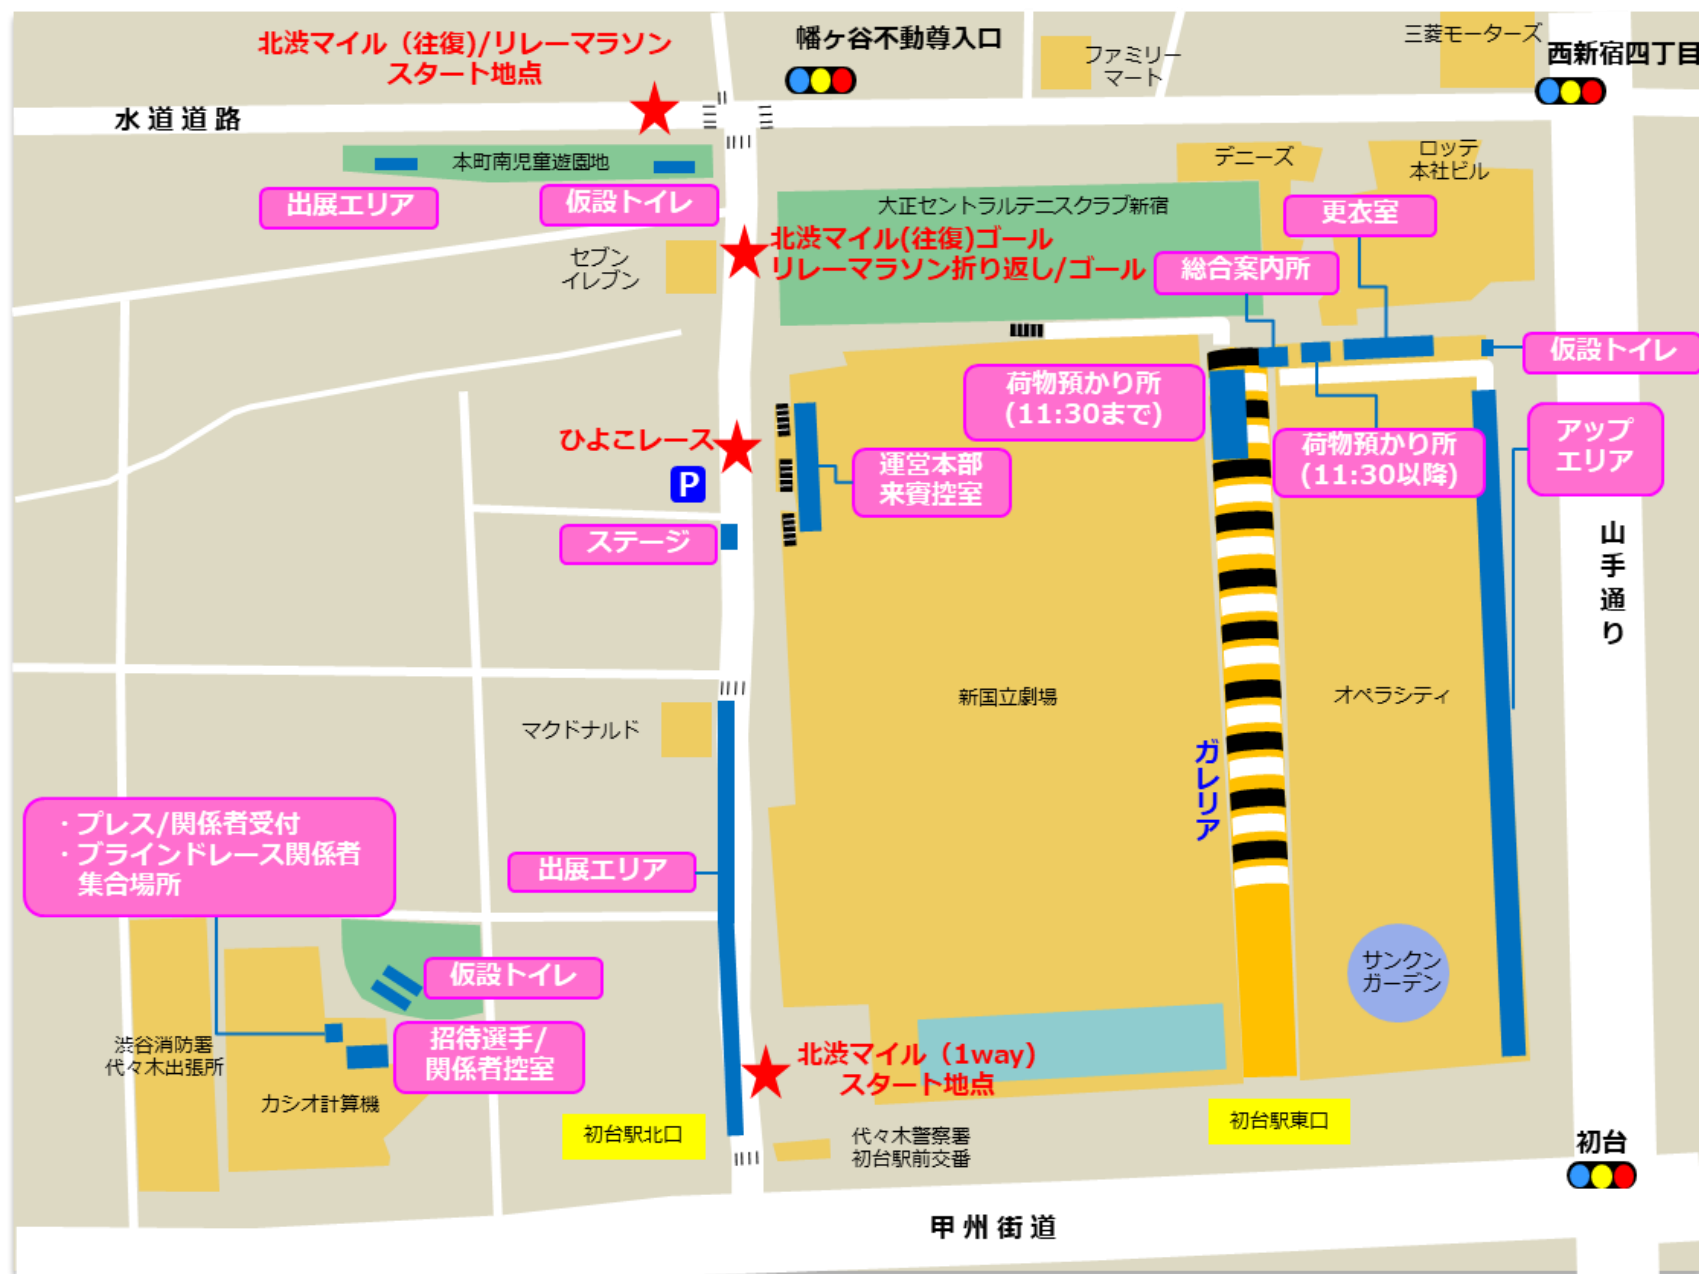 北渋マイル（往復)/リレーマラソン
スタート地点
幡ヶ谷不動尊入口
ファミリー
マート
三菱モーターズ
西新宿四丁目
水道道路
本町南児童遊園地
出展エリア
仮設トイレ
デニーズ
ロッテ
本社ビル
大正セントラルテニスクラブ新宿
更衣室
セブン
イレブン
北渋マイル(往復)ゴール
リレーマラソン折り返し/ゴール
総合案内所
仮設トイレ
荷物預かり所
(11:30まで)
ひよこレース
P
運営本部
来賓控室
荷物預かり所
(11:30以降)
アップ
エリア
ステージ
山手通り
新国立劇場
オペラシティ
マクドナルド
ガレリア
・プレス/関係者受付
・ブラインドレース関係者
集合場所
出展エリア
仮設トイレ
サンクン
ガーデン
渋谷消防署
代々木出張所
招待選手/
関係者控室
カシオ計算機
北渋マイル（1way)
スタート地点
初台駅北口
代々木警察署
初台駅前交番
初台駅東口
初台
甲州街道